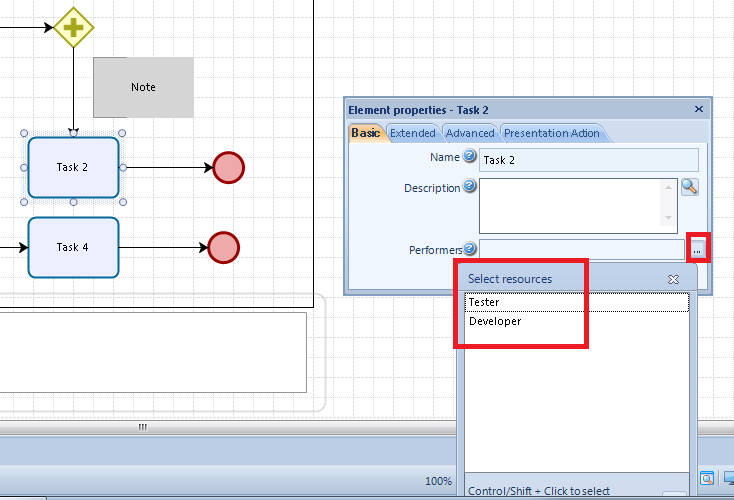 Note
Task 2
Task 4
Element properties - Task 2
Basic Extended Advanced Presentation Action
Name Task 2
Description
Performers ...
Select resources
Tester
Developer
Control/Shift + Click to select
100%